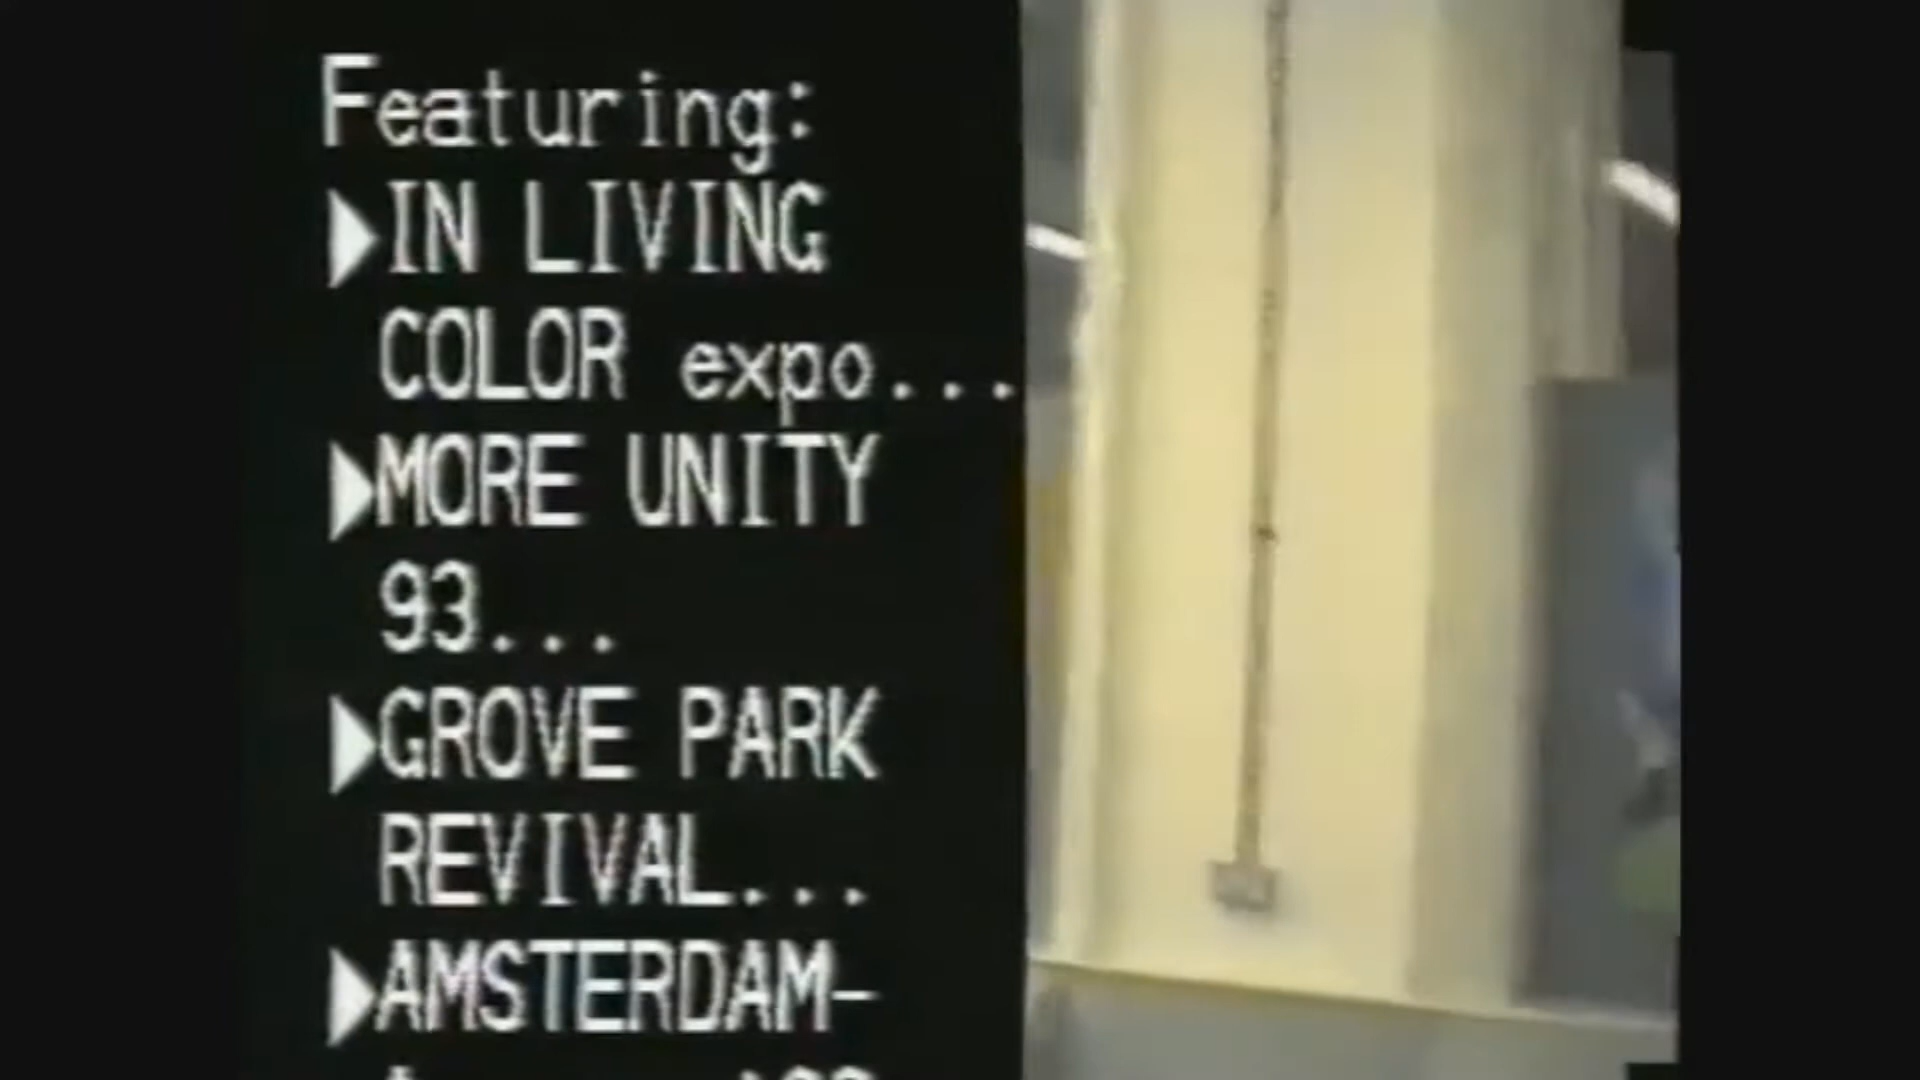 Featuring:
▶IN LIVING
COLOR expo...
▶MORE UNITY
93...
▶GROVE PARK
REVIVAL...
▶AMSTERDAM-